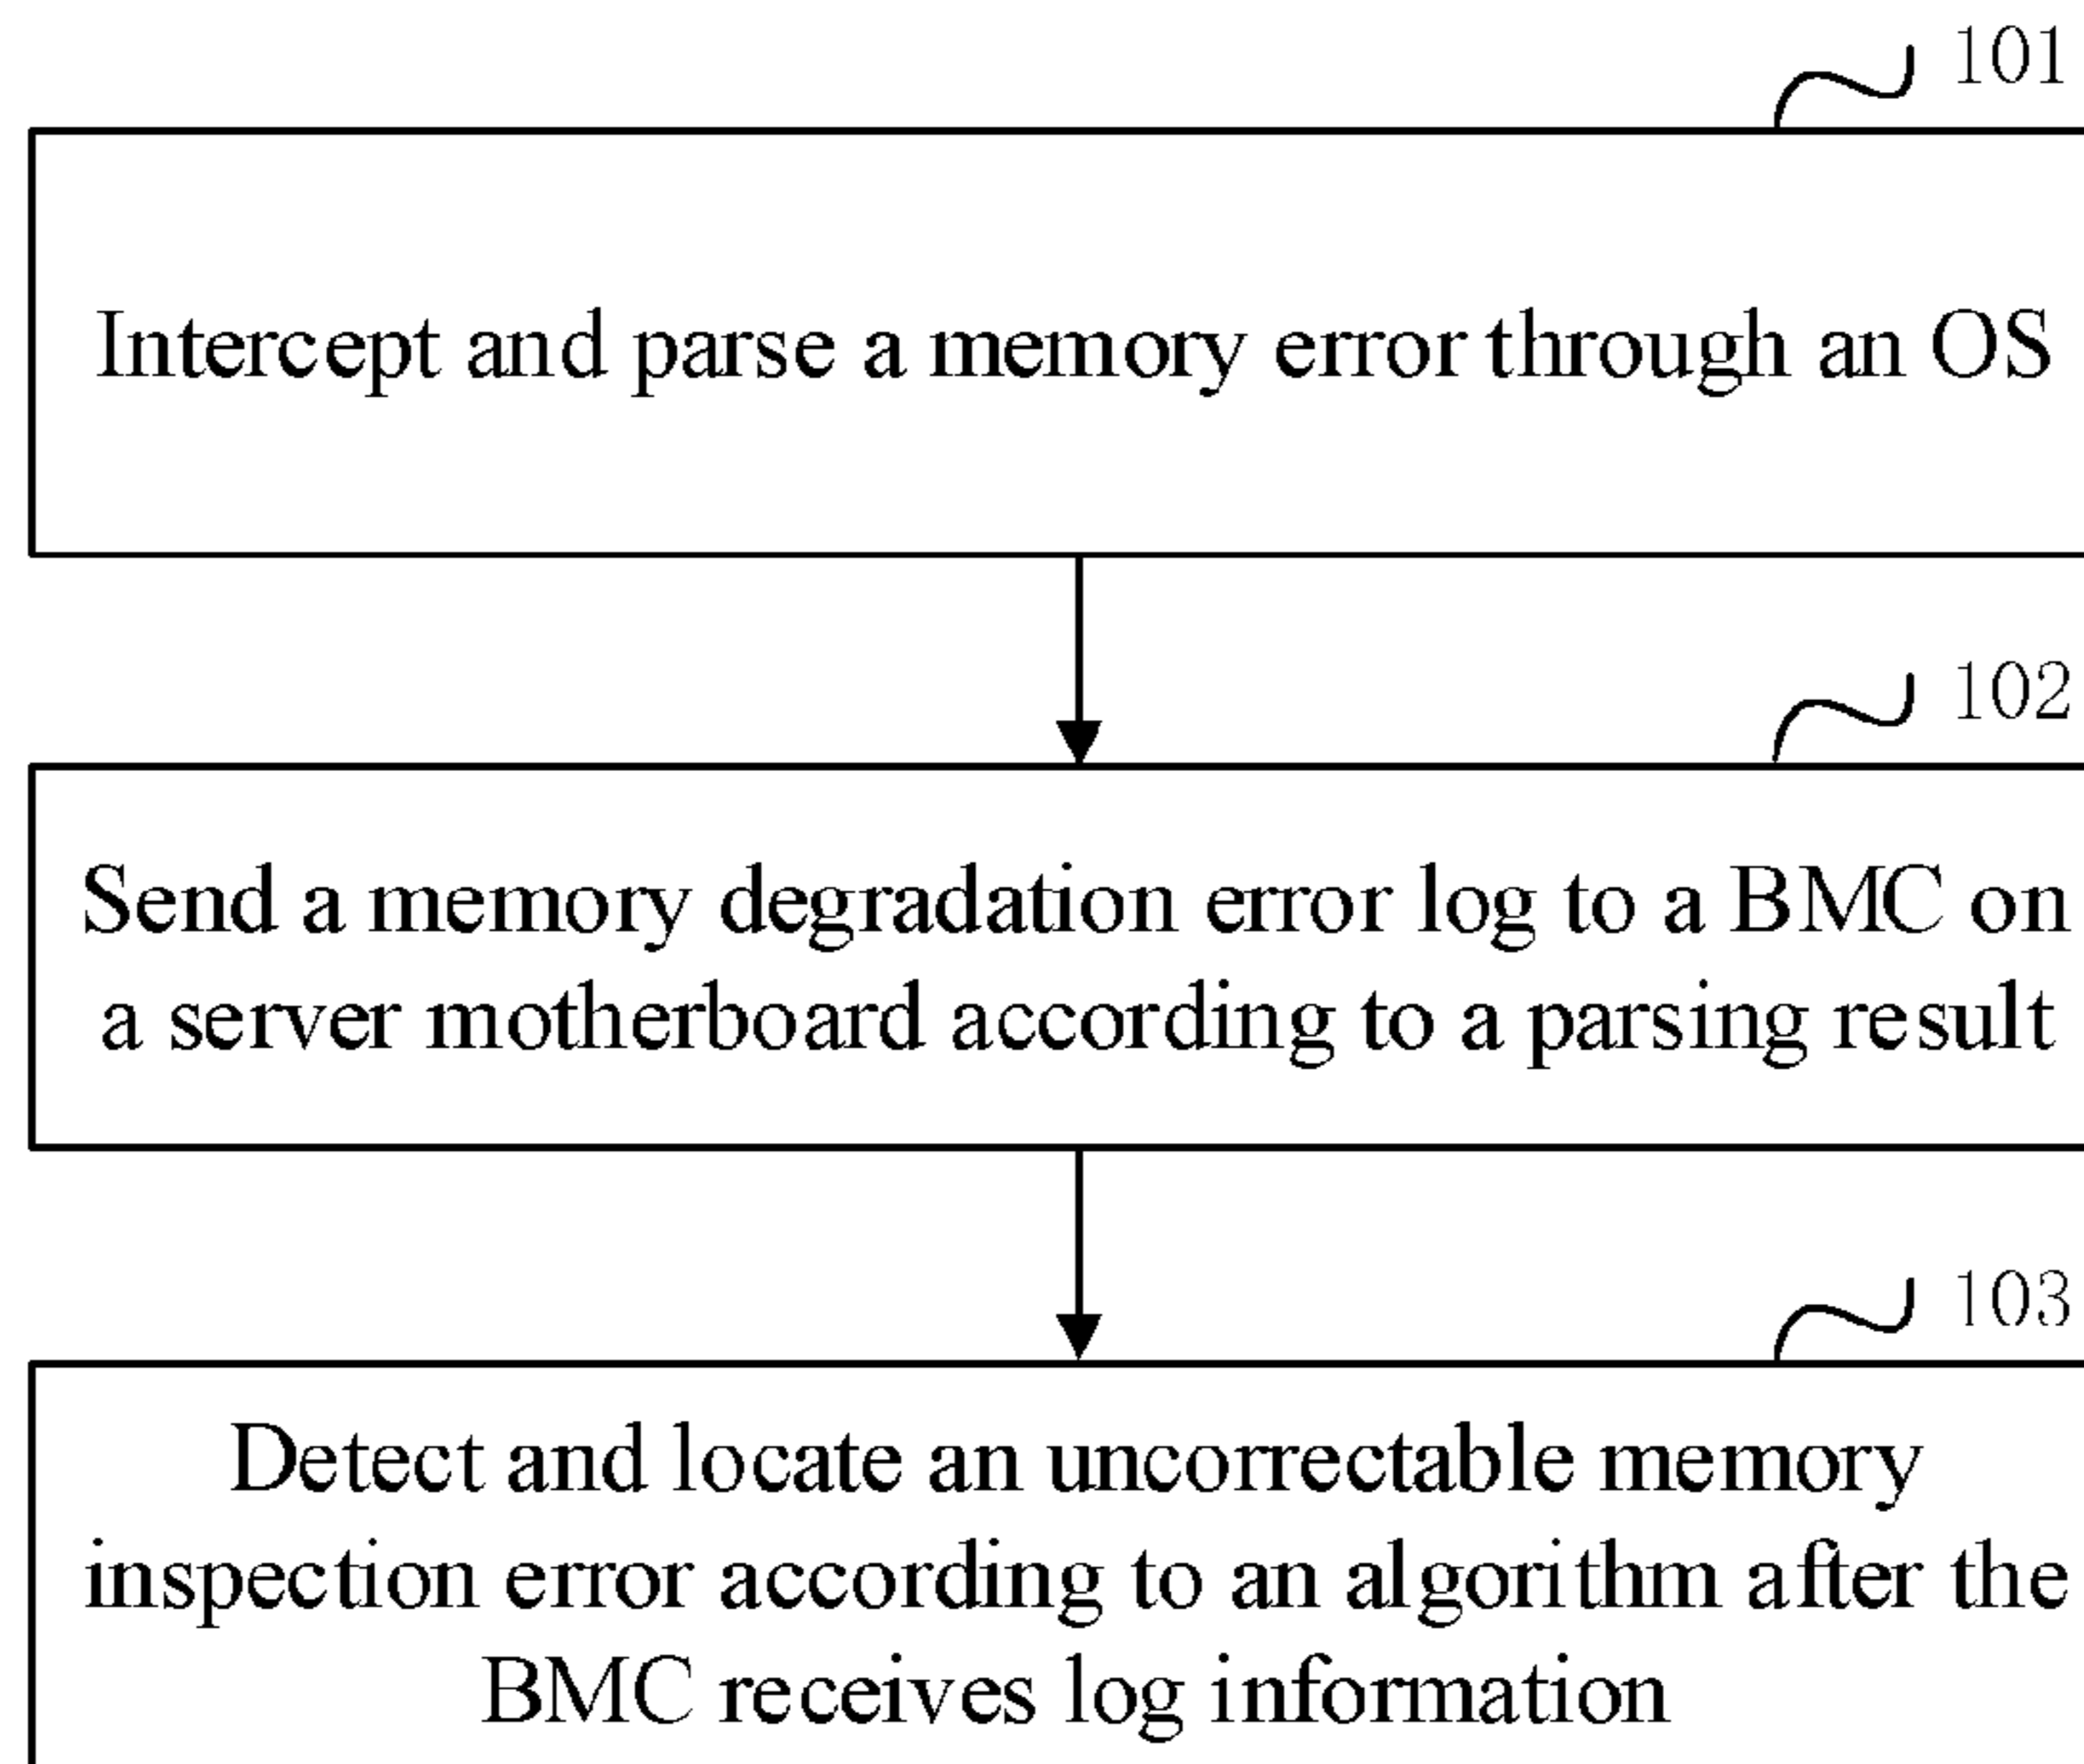 101
Intercept and parse a memory error through an OS
102
Send a memory degradation error log to a BMC on
a server motherboard according to a parsing result
103
Detect and locate an uncorrectable memory
inspection error according to an algorithm after the
BMC receives log information